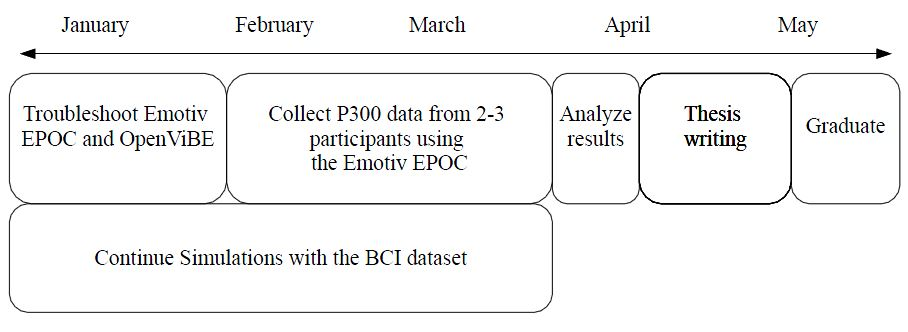 January February March April May
Troubleshoot Emotiv
EPOC and OpenViBE
Collect P300 data from 2-3
participants using
the Emotiv EPOC
Analyze
results
Thesis
writing
Graduate
Continue Simulations with the BCI dataset